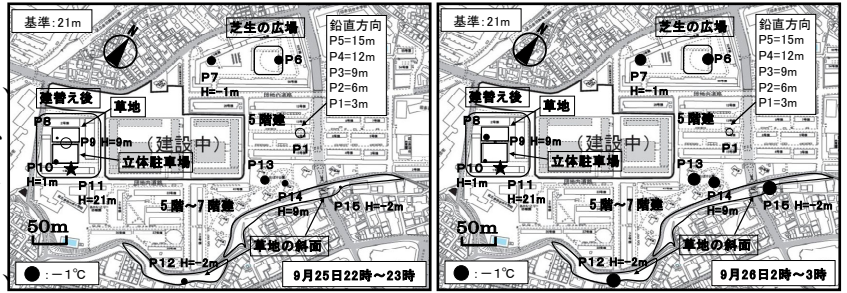 基準:21m
N
芝生の広場
鉛直方向
P5=15m
P4=12m
P3=9m
P2=6m
P1=3m
P6
P7
H=-1m
建替え後
草地
P8
5階建
(建設中)
P9 H=9m
P.1
立体駐車場
P10
H=1m
P11
H=21m
P13
P14
H=9m
P15 H=-2m
5階~7階建
50m
草地の斜面
P12 H=-2m
●:-1℃
9月25日22時~23時
基準:21m
N
芝生の広場
鉛直方向
P5=15m
P4=12m
P3=9m
P2=6m
P1=3m
P6
P7
H=-1m
建替え後
草地
P8
5階建
(建設中)
P9 H=9m
P.1
立体駐車場
P10
H=1m
P11
H=21m
P13
P14
H=9m
P15 H=-2m
5階~7階建
50m
草地の斜面
P12 H=-2m
●:-1℃
9月26日2時~3時